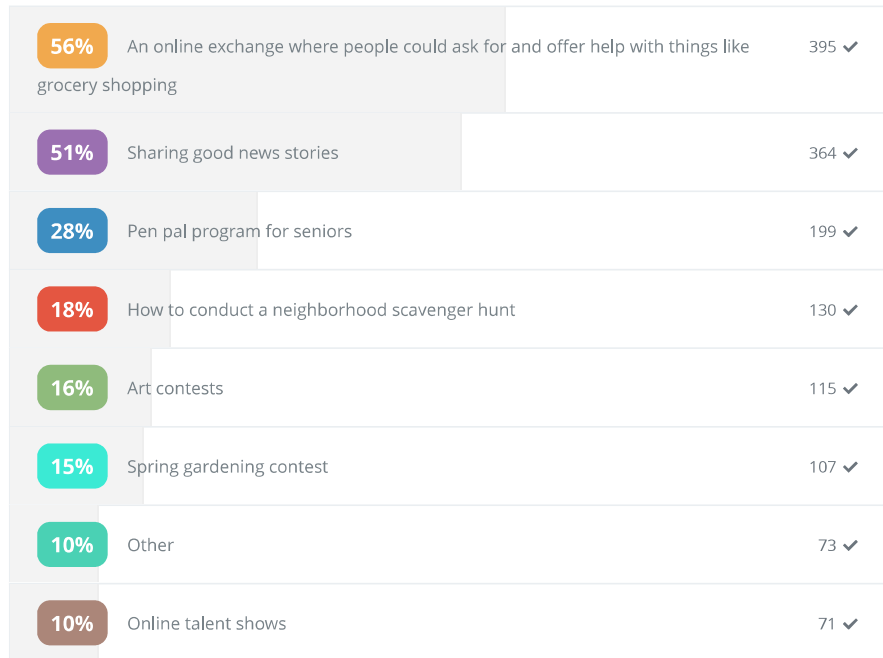 56% An online exchange where people could ask for and offer help with things like 395 ✔
grocery shopping
51% Sharing good news stories 364 ✔
28% Pen pal program for seniors 199 ✔
18% How to conduct a neighborhood scavenger hunt 130 ✔
16% Art contests 115 ✔
15% Spring gardening contest 107 ✔
10% Other 73 ✔
10% Online talent shows 71 ✔